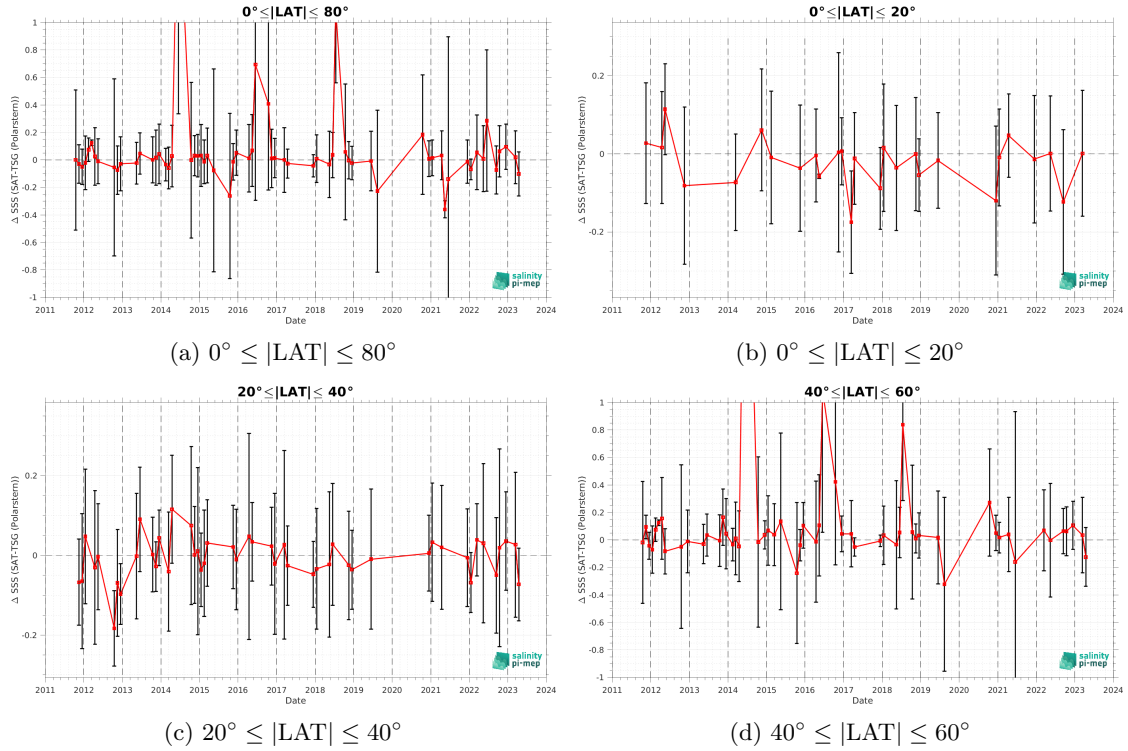 0°≤|LAT|≤ 80°
Δ SSS (SAT-TSG (Polarstern))
1
0.8
0.6
0.4
0.2
0
-0.2
-0.4
-0.6
-0.8
-1
2011 2012 2013 2014 2015 2016 2017 2018 2019 2020 2021 2022 2023 2024
Date
salinity
pi-mep
(a) 0° ≤ |LAT| ≤ 80°
0°≤|LAT|≤ 20°
Δ SSS (SAT-TSG (Polarstern))
0.2
0
-0.2
2011 2012 2013 2014 2015 2016 2017 2018 2019 2020 2021 2022 2023 2024
Date
salinity
pi-mep
(b) 0° ≤ |LAT| ≤ 20°
20°≤|LAT|≤ 40°
Δ SSS (SAT-TSG (Polarstern))
0.2
0
-0.2
2011 2012 2013 2014 2015 2016 2017 2018 2019 2020 2021 2022 2023 2024
Date
salinity
pi-mep
(c) 20° ≤ |LAT| ≤ 40°
40°≤|LAT|≤ 60°
Δ SSS (SAT-TSG (Polarstern))
1
0.8
0.6
0.4
0.2
0
-0.2
-0.4
-0.6
-0.8
-1
2011 2012 2013 2014 2015 2016 2017 2018 2019 2020 2021 2022 2023 2024
Date
salinity
pi-mep
(d) 40° ≤ |LAT| ≤ 60°